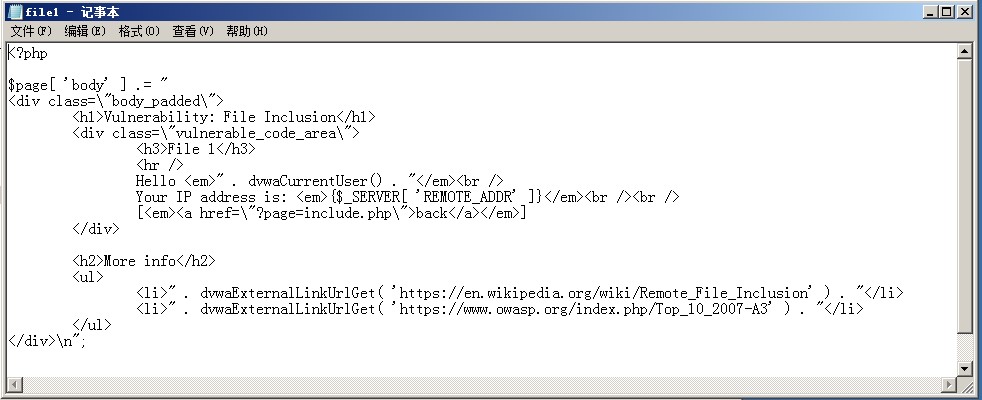 file1 - 记事本
文件(F) 编辑(E) 格式(O) 查看(V) 帮助(H)
<?php
$page[ 'body' ] .= "
<div class=\"body_padded\">
	<h1>Vulnerability: File Inclusion</h1>
	<div class=\"vulnerable_code_area\">
		<h3>File 1</h3>
		<hr />
		Hello <em>" . dvwaCurrentUser() . "</em><br />
		Your IP address is: <em>{$_SERVER[ 'REMOTE_ADDR' ]}</em><br /><br />
		[<em><a href=\"?page=include.php\">back</a></em>]
	</div>
	<h2>More info</h2>
	<ul>
		<li>" . dvwaExternalLinkUrlGet( 'https://en.wikipedia.org/wiki/Remote_File_Inclusion' ) . "</li>
		<li>" . dvwaExternalLinkUrlGet( 'https://www.owasp.org/index.php/Top_10_2007-A3' ) . "</li>
	</ul>
</div>\n";